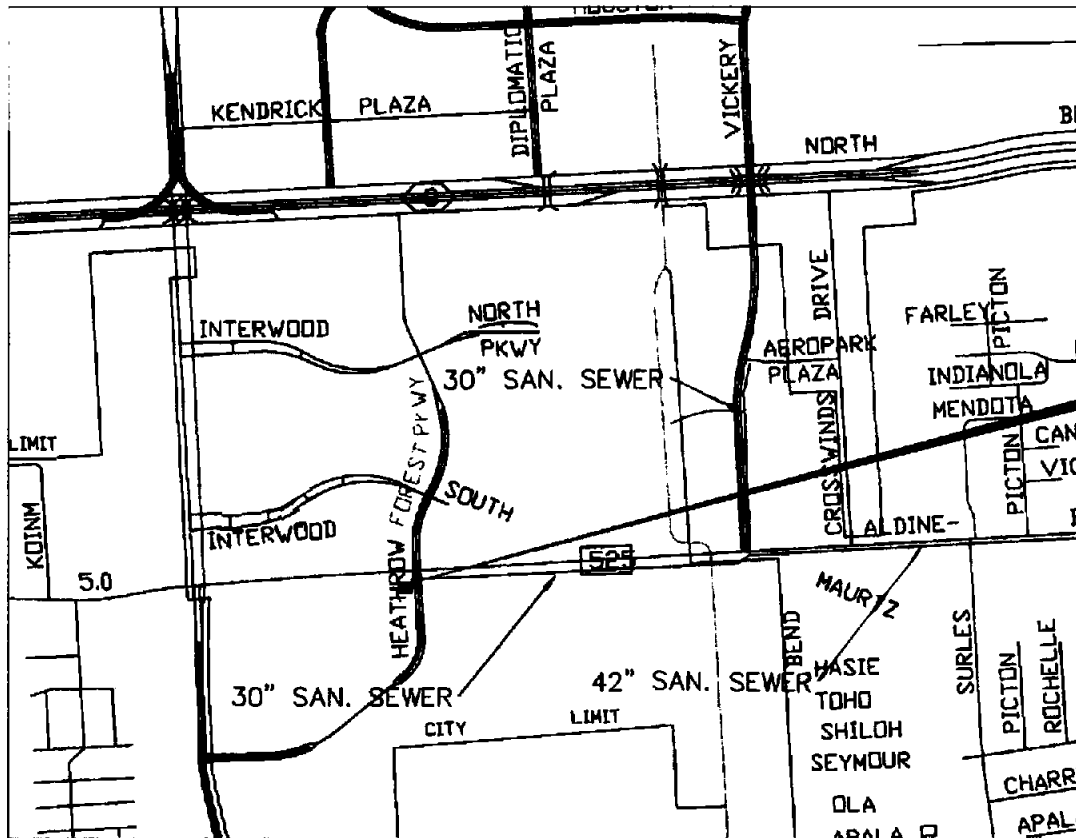 HOUSTON
KENDRICK PLAZA
DIPLOMATIC
PLAZA
VICKERY
NORTH
INTERWOOD
NORTH
PKWY
30" SAN. SEWER
AEROPARK
PLAZA
CROSSWINDS DRIVE
FARLEY
PICTON
INDIANOLA
MENDOTA
PICTON
LIMIT
KOINM
HEATHROW FOREST PKWY
SOUTH
INTERWOOD
ALDINE-
5.0
525
MAURTZ
BEND
30" SAN. SEWER
42" SAN. SEWER
HASIE
TOHO
SHILOH
SEYMOUR
OLA
SURLES
PICTON
ROCHELLE
CITY LIMIT